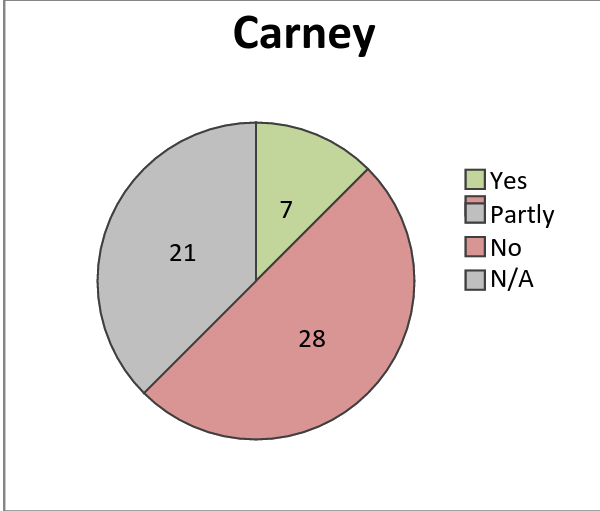 Carney
Yes
7
Partly
No
21
N/A
28